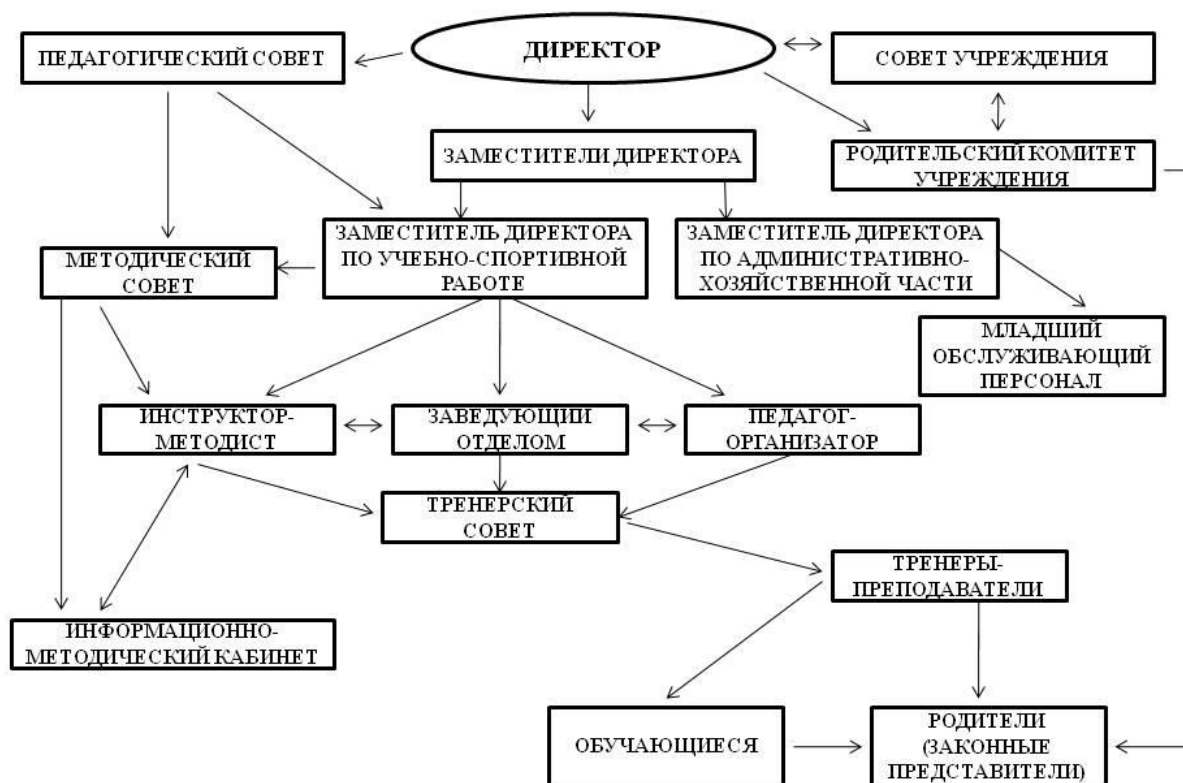 ДИРЕКТОР
ПЕДАГОГИЧЕСКИЙ СОВЕТ
СОВЕТ УЧРЕЖДЕНИЯ
ЗАМЕСТИТЕЛИ ДИРЕКТОРА
РОДИТЕЛЬСКИЙ КОМИТЕТ
УЧРЕЖДЕНИЯ
МЕТОДИЧЕСКИЙ
СОВЕТ
ЗАМЕСТИТЕЛЬ ДИРЕКТОРА
ПО УЧЕБНО-СПОРТИВНОЙ
РАБОТЕ
ЗАМЕСТИТЕЛЬ ДИРЕКТОРА
ПО АДМИНИСТРАТИВНО-
ХОЗЯЙСТВЕННОЙ ЧАСТИ
МЛАДШИЙ
ОБСЛУЖИВАЮЩИЙ
ПЕРСОНАЛ
ИНСТРУКТОР-
МЕТОДИСТ
ЗАВЕДУЮЩИЙ
ОТДЕЛОМ
ПЕДАГОГ-
ОРГАНИЗАТОР
ТРЕНЕРСКИЙ
СОВЕТ
ТРЕНЕРЫ-
ПРЕПОДАВАТЕЛИ
ИНФОРМАЦИОННО-
МЕТОДИЧЕСКИЙ КАБИНЕТ
ОБУЧАЮЩИЕСЯ
РОДИТЕЛИ
(ЗАКОННЫЕ
ПРЕДСТАВИТЕЛИ)